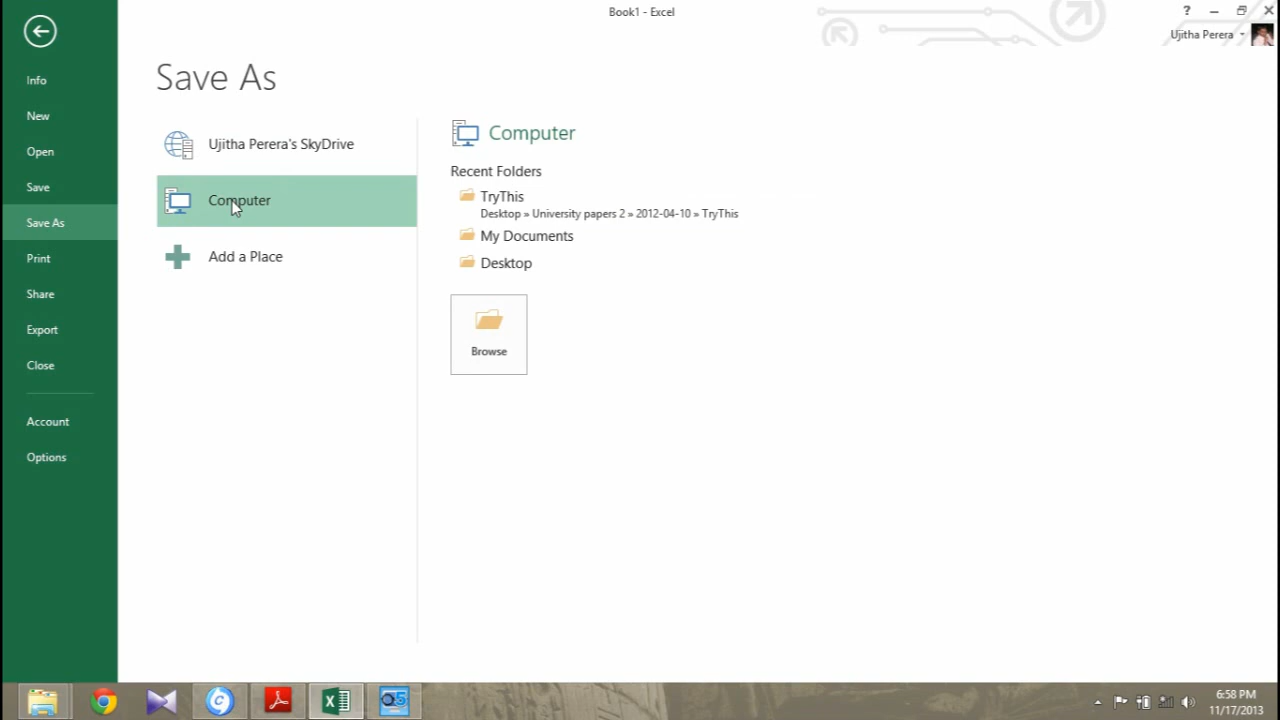 Book1 - Excel
?
Ujitha Perera
Info
New
Open
Save
Save As
Print
Share
Export
Close
Account
Options
Save As
Ujitha Perera's SkyDrive
Computer
Add a Place
Computer
Recent Folders
TryThis
Desktop » University papers 2 » 2012-04-10 » TryThis
My Documents
Desktop
Browse
6:58 PM
11/17/2013